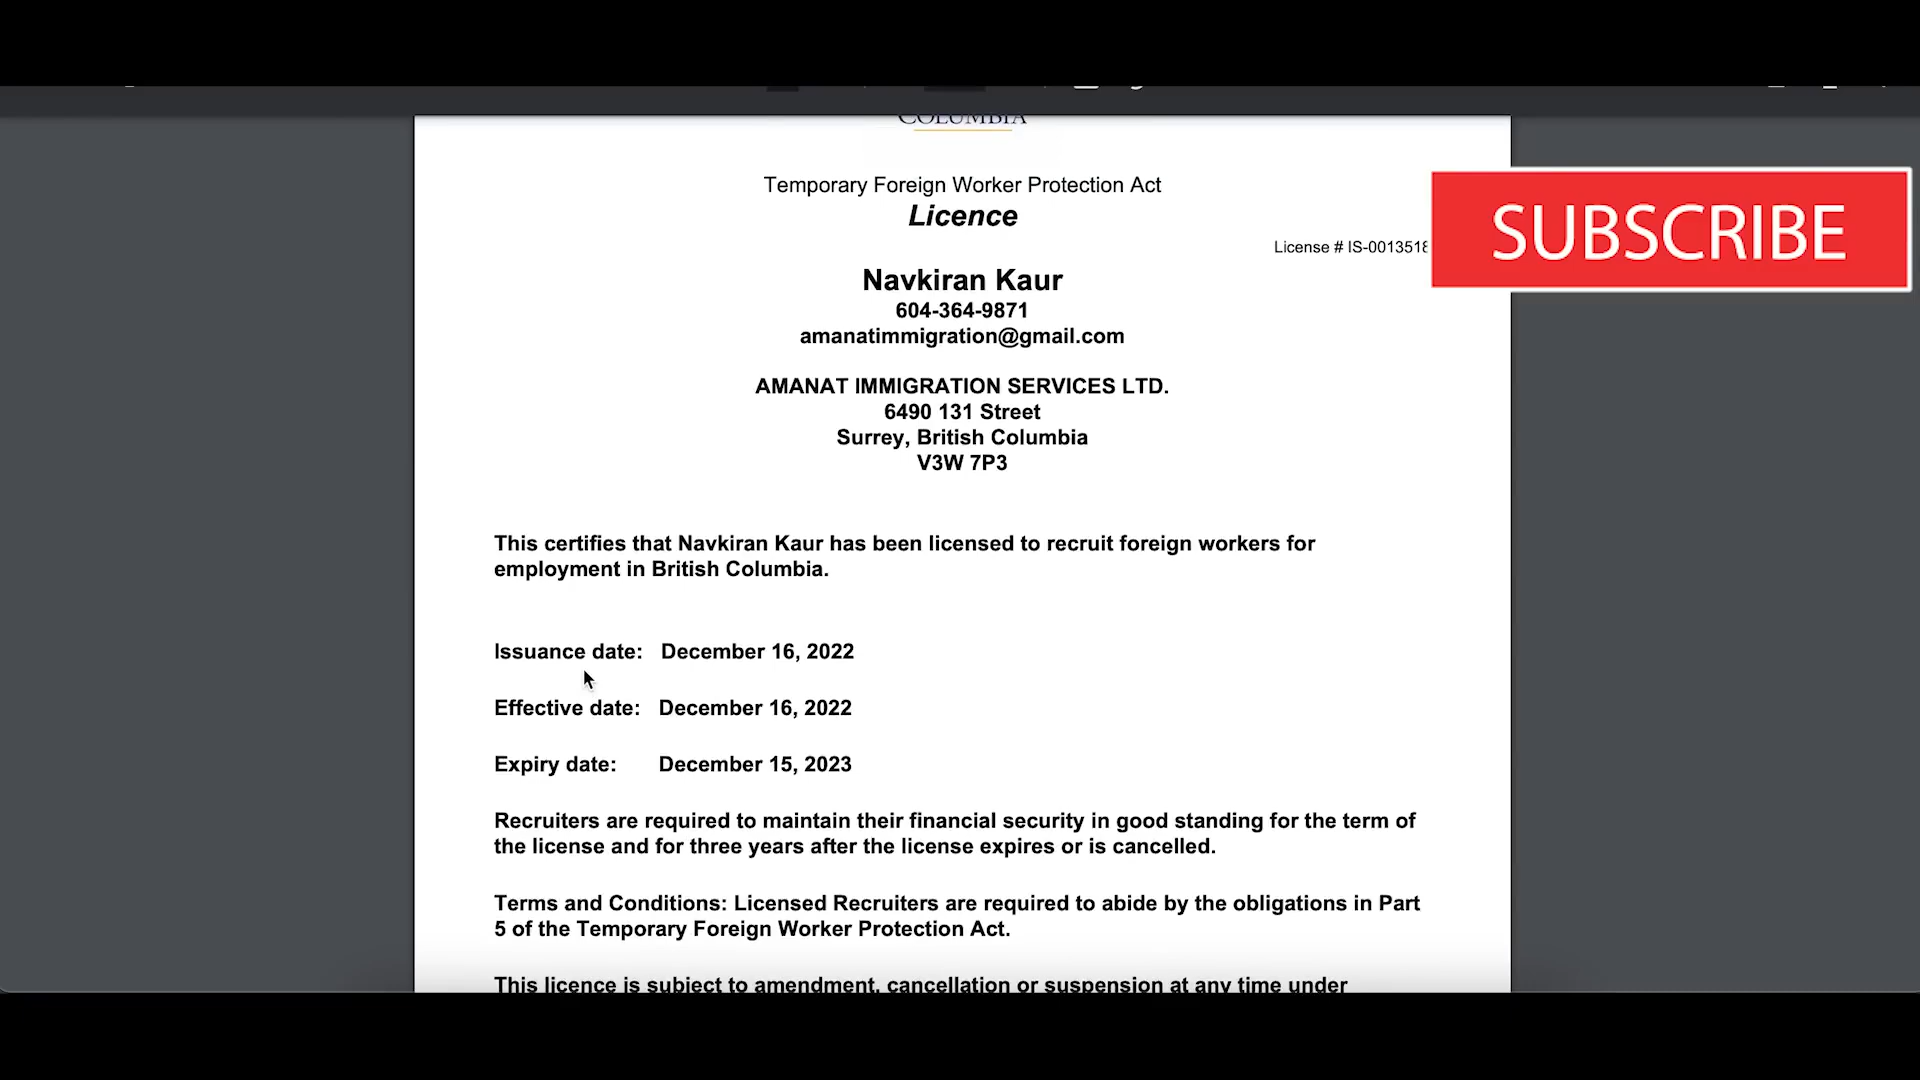 COLUMBIA
Temporary Foreign Worker Protection Act
Licence
License # IS-0013518
SUBSCRIBE
Navkiran Kaur
604-364-9871
amanatimmigration@gmail.com
AMANAT IMMIGRATION SERVICES LTD.
6490 131 Street
Surrey, British Columbia
V3W 7P3
This certifies that Navkiran Kaur has been licensed to recruit foreign workers for
employment in British Columbia.
Issuance date: December 16, 2022
Effective date: December 16, 2022
Expiry date: December 15, 2023
Recruiters are required to maintain their financial security in good standing for the term of
the license and for three years after the license expires or is cancelled.
Terms and Conditions: Licensed Recruiters are required to abide by the obligations in Part
5 of the Temporary Foreign Worker Protection Act.
This licence is subject to amendment, cancellation or suspension at any time under